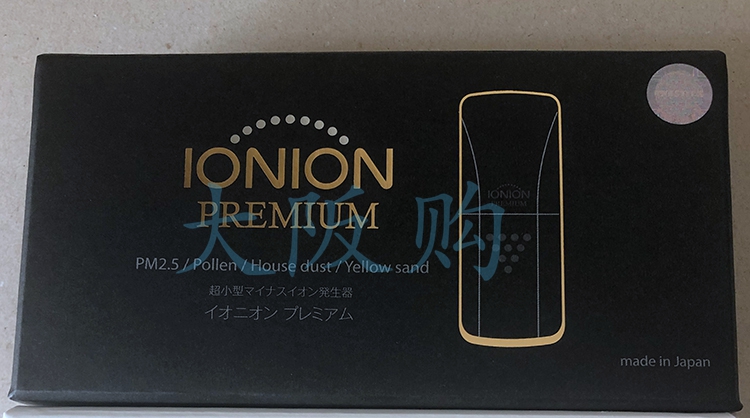 IONION
PREMIUM
大阪购
PM2.5 / Pollen / House dust / Yellow sand
超小型マイナスイオン発生器
イオニオン プレミアム
IONION
PREMIUM
made in Japan